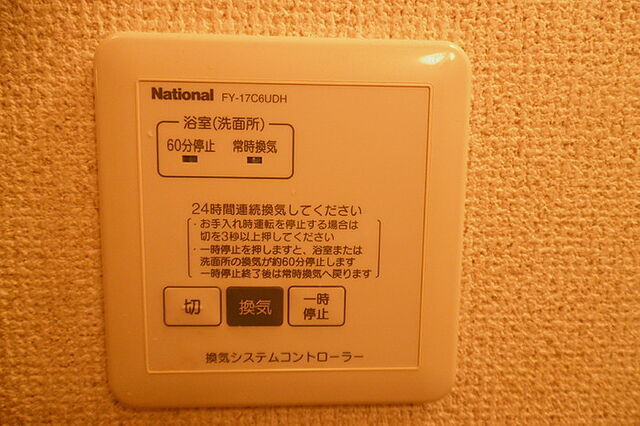 National FY-17C6UDH
浴室(洗面所)
60分停止 常時換気
24時間連続換気してください
・お手入れ時運転を停止する場合は
切を3秒以上押してください
・一時停止を押しますと、浴室または
洗面所の換気が約60分停止します
一時停止終了後は常時換気へ戻ります
切 換気 一時
停止
換気システムコントローラー